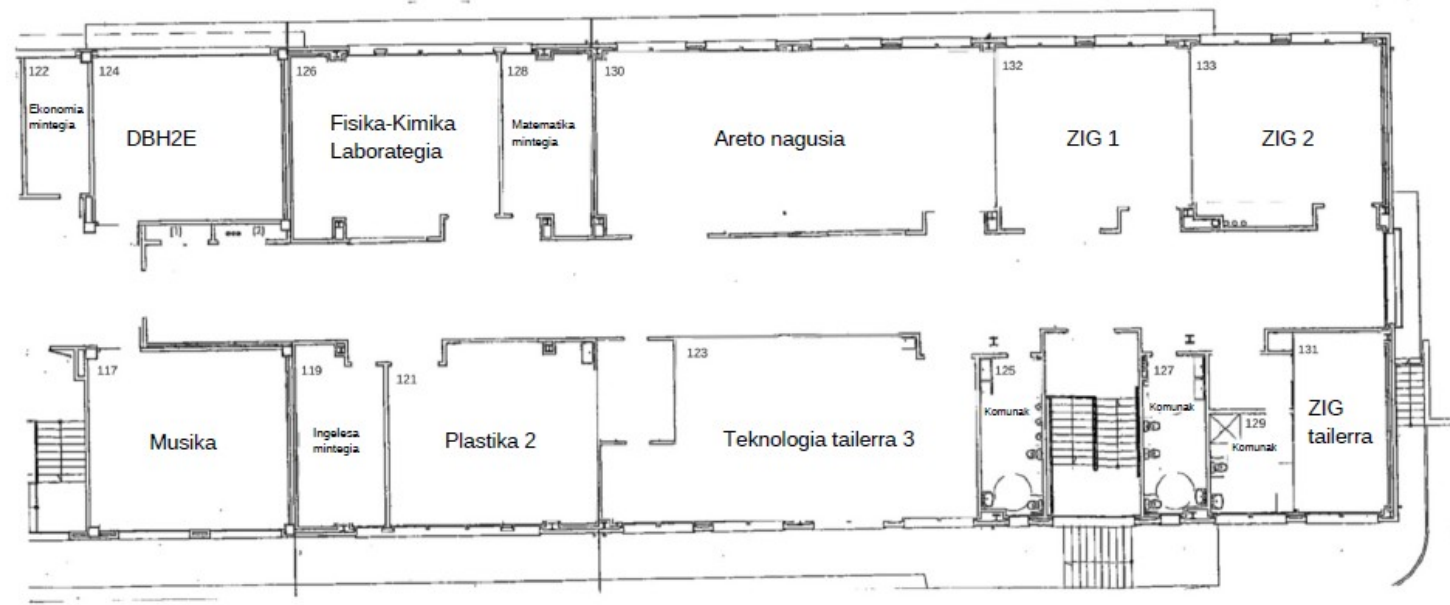 122
Ekonomia
mintegia
124
DBH2E
126
Fisika-Kimika
Laborategia
128
Matematika
mintegia
130
Areto nagusia
132
ZIG 1
133
ZIG 2
(1)
(2)
117
Musika
119
Ingelesa
mintegia
121
Plastika 2
123
Teknologia tailerra 3
125
Komunak
127
Komunak
129
Komunak
131
ZIG
tailerra